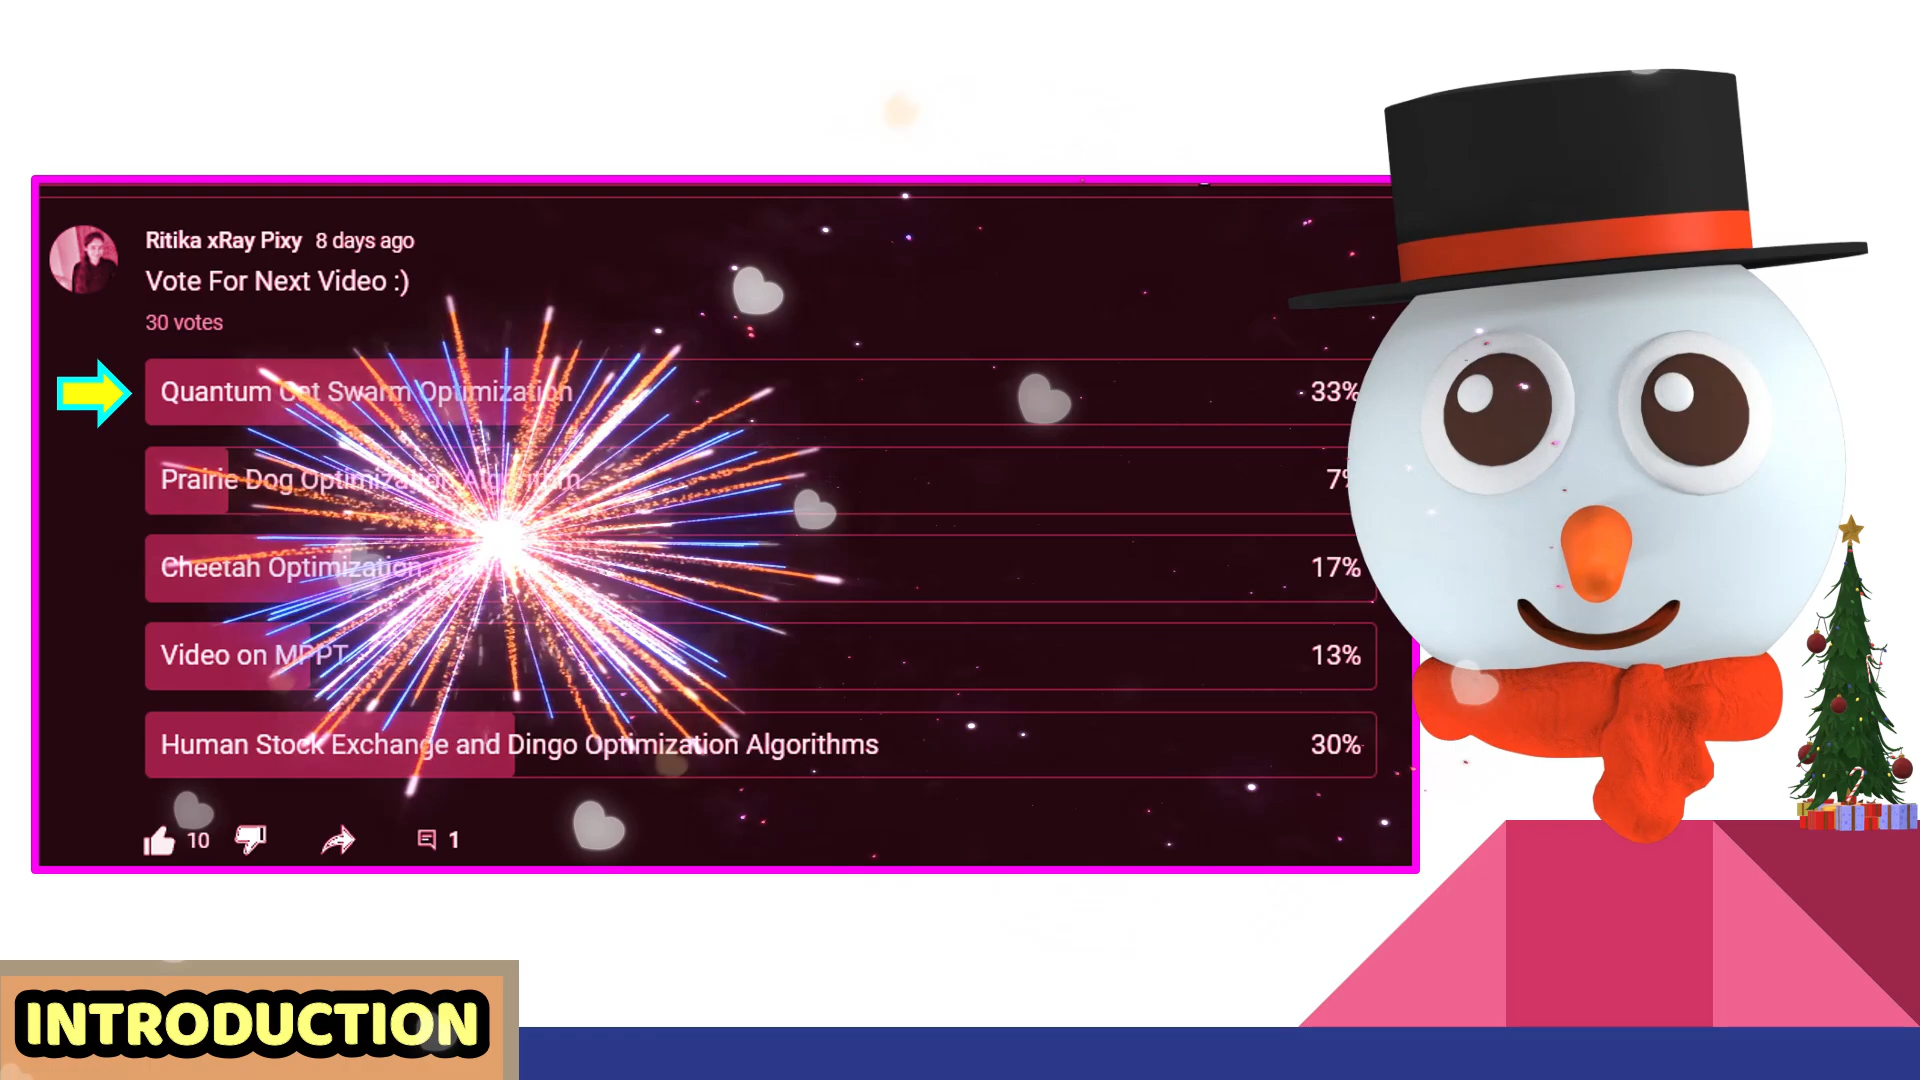 Ritika xRay Pixy 8 days ago
Vote For Next Video :)
30 votes
Quantum Cat Swarm Optimization 33%
Prairie Dog Optimization Algorithm 7%
Cheetah Optimization
17%
Video on MPPT 13%
Human Stock Exchange and Dingo Optimization Algorithms 30%
10 1
INTRODUCTION